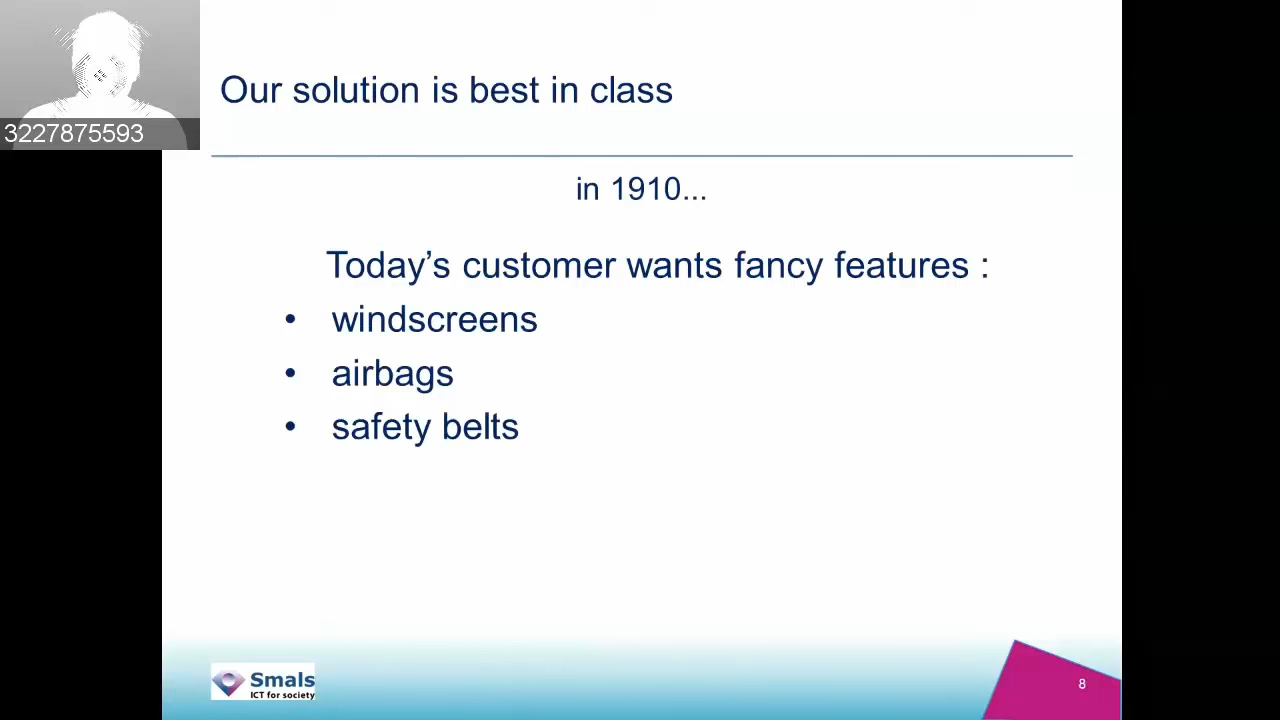 3227875593
Our solution is best in class
in 1910...
Today’s customer wants fancy features :
• windscreens
• airbags
• safety belts
Smals
ICT for society
8